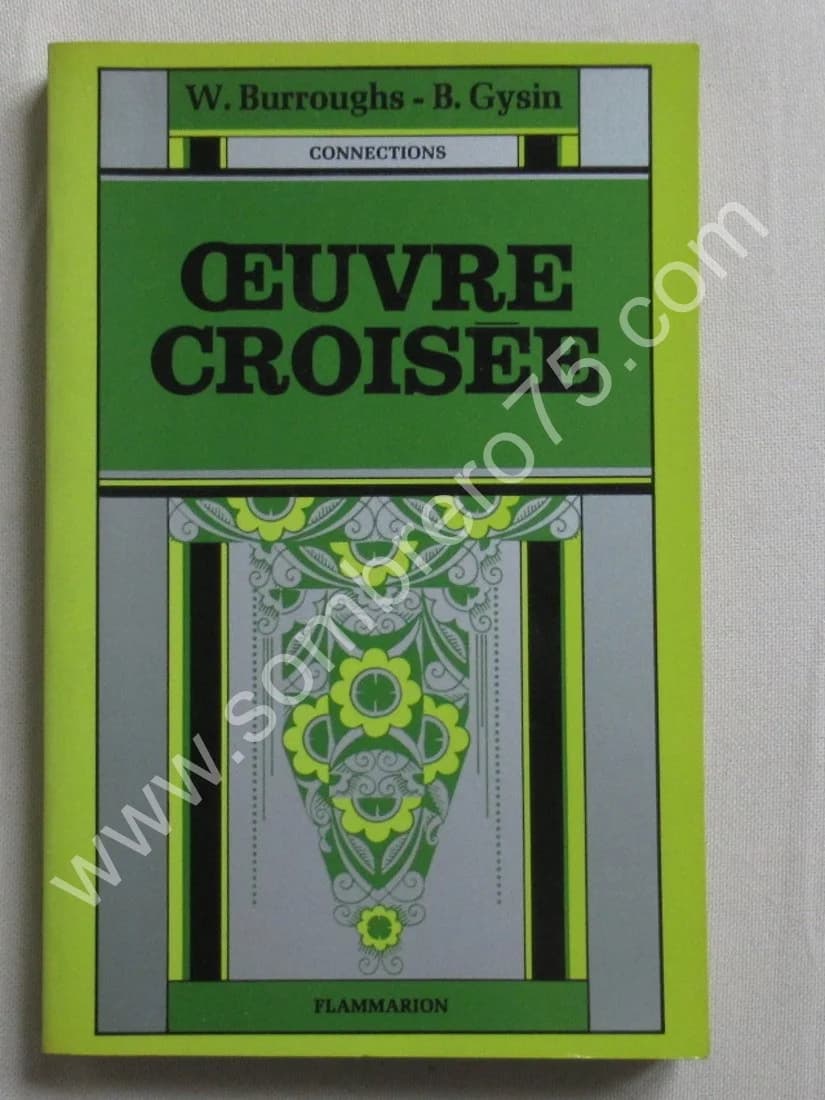 W. Burroughs - B. Gysin
CONNECTIONS
ŒUVRE
CROISÉE
www.sombrero75.com
FLAMMARION